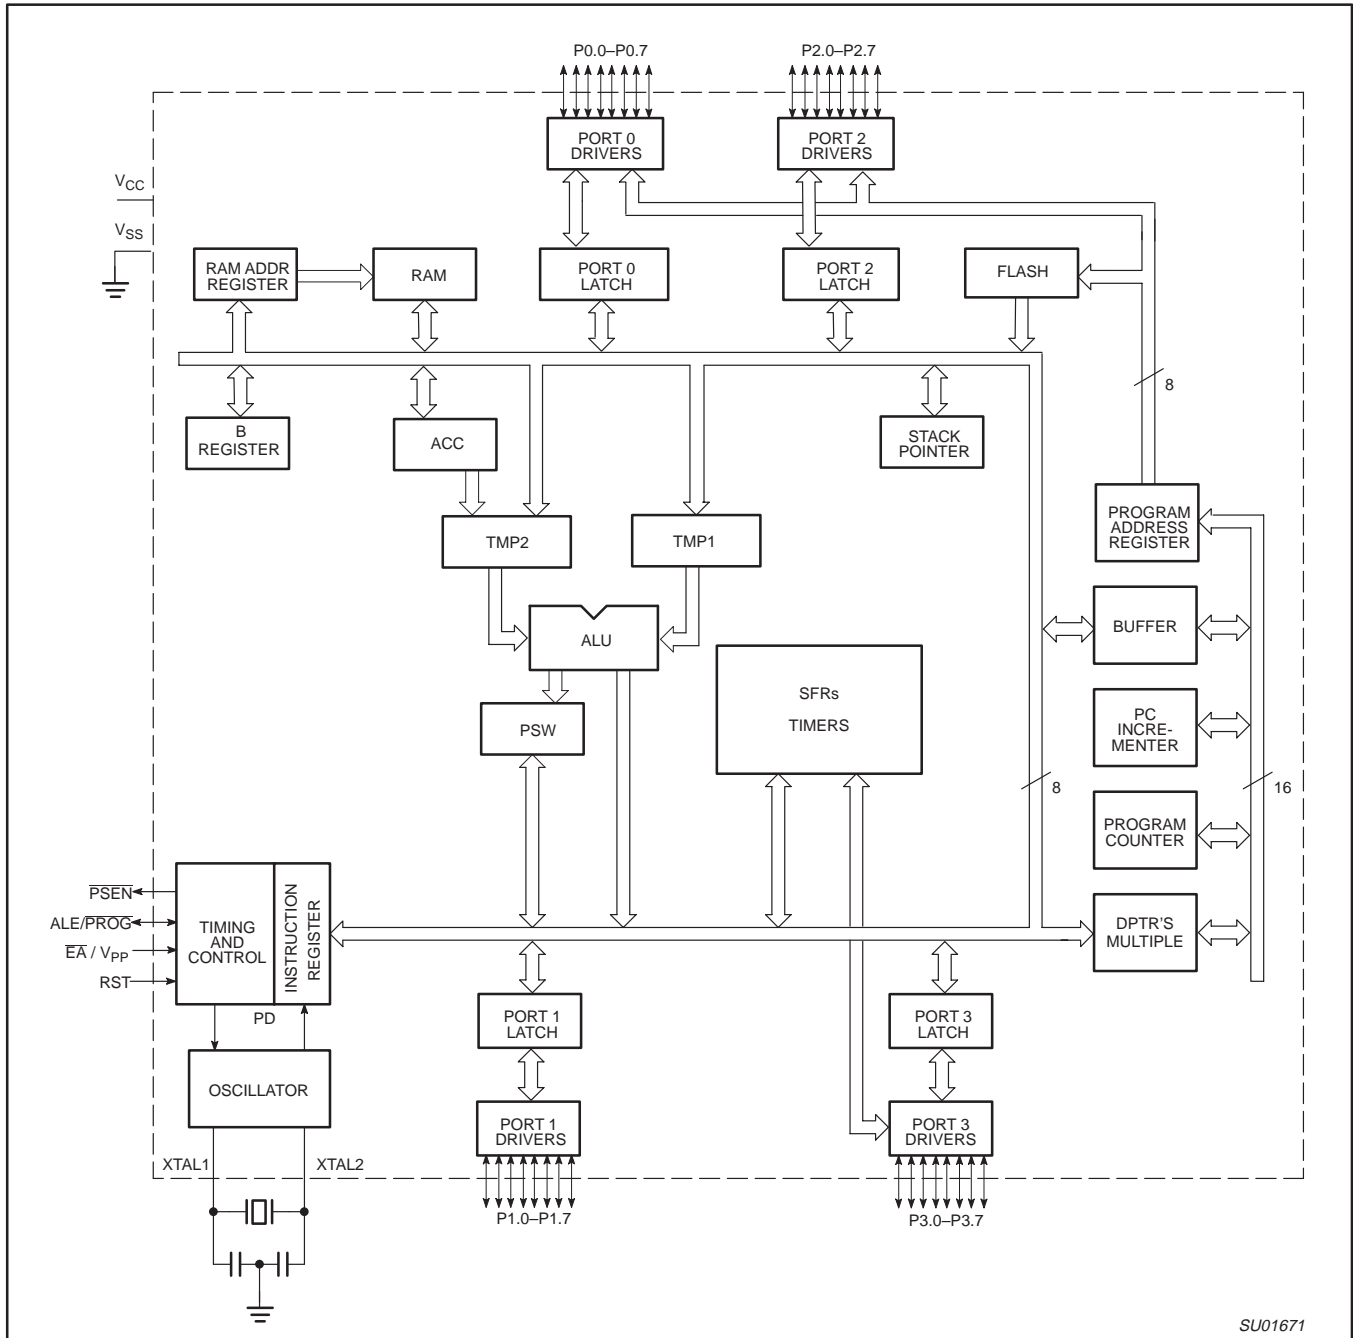 P0.0–P0.7
P2.0–P2.7
PORT 0
DRIVERS
PORT 2
DRIVERS
VCC
VSS
RAM ADDR
REGISTER
RAM
PORT 0
LATCH
PORT 2
LATCH
FLASH
8
B
REGISTER
ACC
STACK
POINTER
PROGRAM
ADDRESS
REGISTER
TMP2
TMP1
BUFFER
ALU
SFRs
TIMERS
PSW
PC
INCRE-
MENTER
8
16
PROGRAM
COUNTER
PSEN
ALE/PROG
EA / VPP
RST
TIMING
AND
CONTROL
INSTRUCTION
REGISTER
DPTR'S
MULTIPLE
PD
PORT 1
LATCH
PORT 3
LATCH
OSCILLATOR
PORT 1
DRIVERS
PORT 3
DRIVERS
XTAL1
XTAL2
P1.0–P1.7
P3.0–P3.7
SU01671